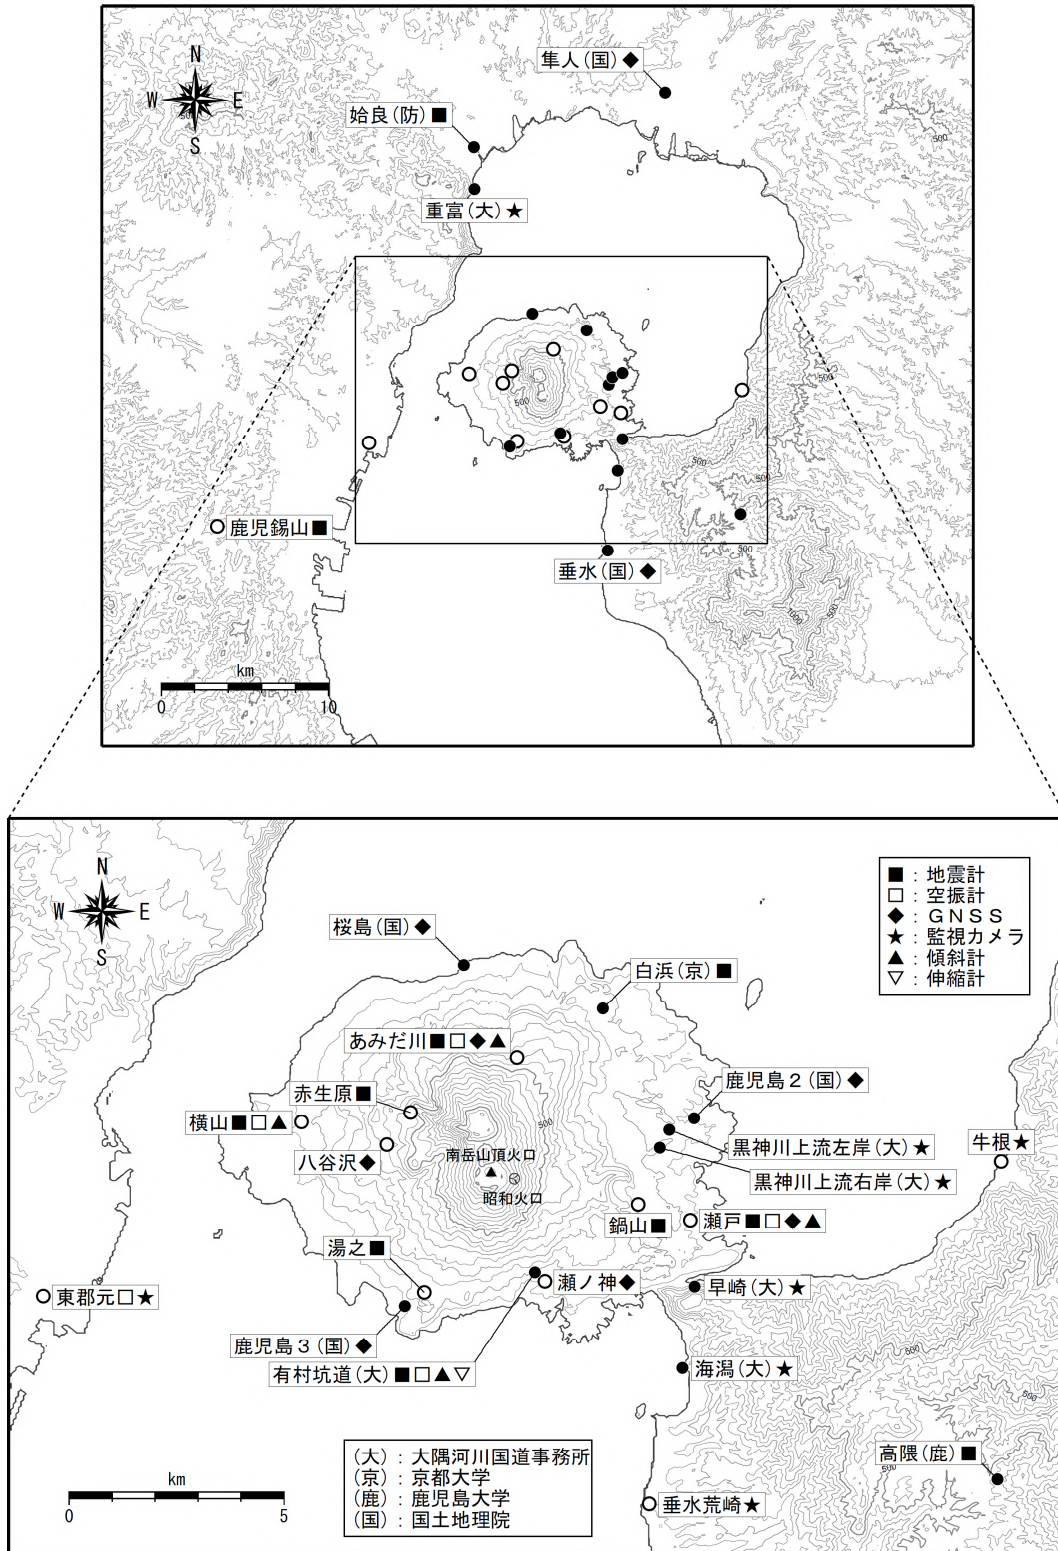 N
W E
S
隼人(国)◆
姶良(防)■
重富(大)★
500
500
500
500
500
500
鹿児錫山■
500
垂水(国)◆
1000
500
km
0 10
N
W E
S
■：地震計
□：空振計
◆：ＧＮＳＳ
★：監視カメラ
▲：傾斜計
▽：伸縮計
桜島(国)◆
白浜(京)■
あみだ川■□◆▲
鹿児島２(国)◆
赤生原■
横山■□▲
500
黒神川上流左岸(大)★
牛根★
八谷沢◆
南岳山頂火口
黒神川上流右岸(大)★
昭和火口
鍋山■
瀬戸■□◆▲
湯之■
瀬ノ神◆
早崎(大)★
東郡元□★
鹿児島３(国)◆
有村坑道(大)■□▲▽
500
海潟(大)★
500
高隈(鹿)■
500
(大)：大隅河川国道事務所
(京)：京都大学
(鹿)：鹿児島大学
(国)：国土地理院
km
0 5
垂水荒崎★